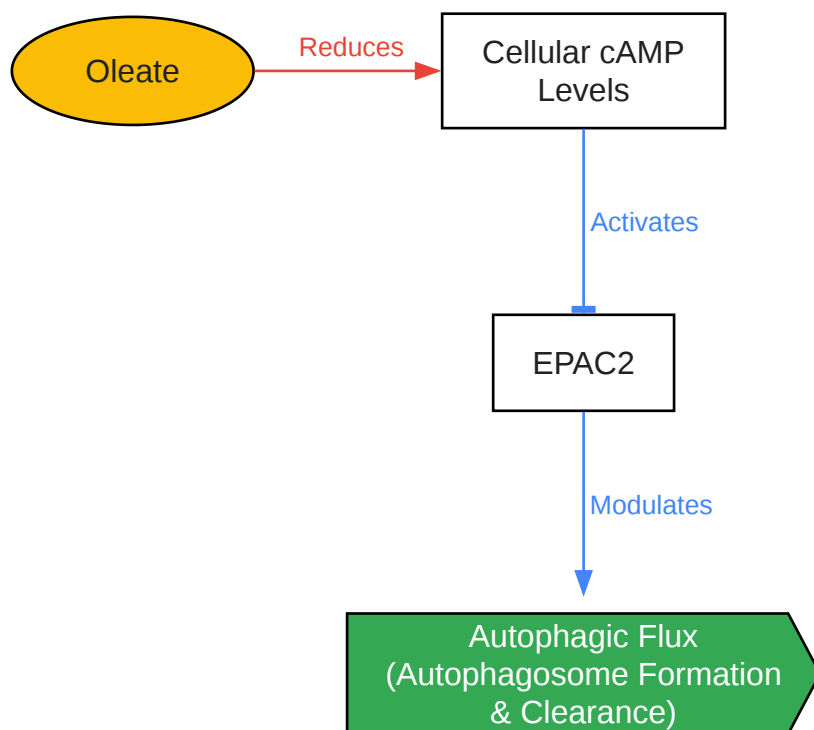 Oleate
Reduces
Cellular cAMP
Levels
Activates
EPAC2
Modulates
Autophagic Flux
(Autophagosome Formation
& Clearance)